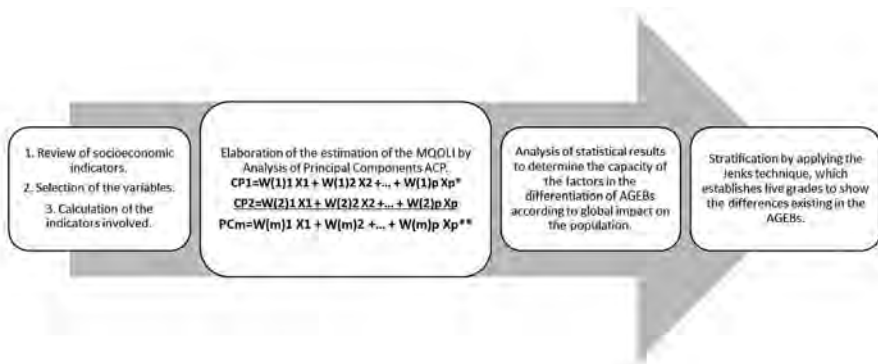 1. Review of socioeconomic
indicators.
2. Selection of the variables.
3. Calculation of the
indicators involved.
Elaboration of the estimation of the MQOLI by
Analysis of Principal Components ACP.
CP1=W(1)1 X1 + W(1)2 X2 +... + W(1)p Xp*
CP2=W(2)1 X1 + W(2)2 X2 +... + W(2)p Xp
PCm=W(m)1 X1 + W(m)2 +... + W(m)p Xp**
Analysis of statistical results
to determine the capacity of
the factors in the
differentiation of AGEBs
according to global impact on
the population.
Stratification by applying the
Jenks technique, which
establishes five grades to show
the differences existing in the
AGEBs.